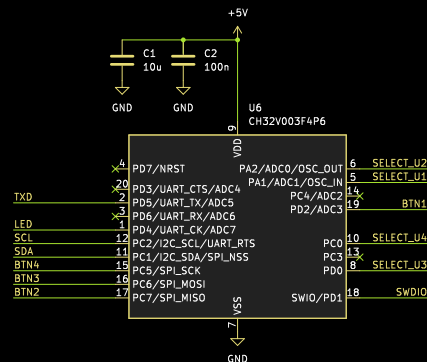 +5V
C1
10u
C2
100n
GND
GND
U6
CH32V003F4P6
9
VDD
4
PD7/NRST
20
PD3/UART_CTS/ADC4
TXD
2
PD5/UART_TX/ADC5
3
PD6/UART_RX/ADC6
LED
1
PD4/UART_CK/ADC7
SCL
12
PC2/I2C_SCL/UART_RTS
SDA
11
PC1/I2C_SDA/SPI_NSS
BTN4
15
PC5/SPI_SCK
BTN3
16
PC6/SPI_MOSI
BTN2
17
PC7/SPI_MISO
PA2/ADC0/OSC_OUT
6
SELECT_U2
PA1/ADC1/OSC_IN
5
SELECT_U1
PC4/ADC2
14
PD2/ADC3
19
BTN1
PC0
10
SELECT_U4
PC3
13
PD0
8
SELECT_U3
SWIO/PD1
18
SWDIO
VSS
7
GND